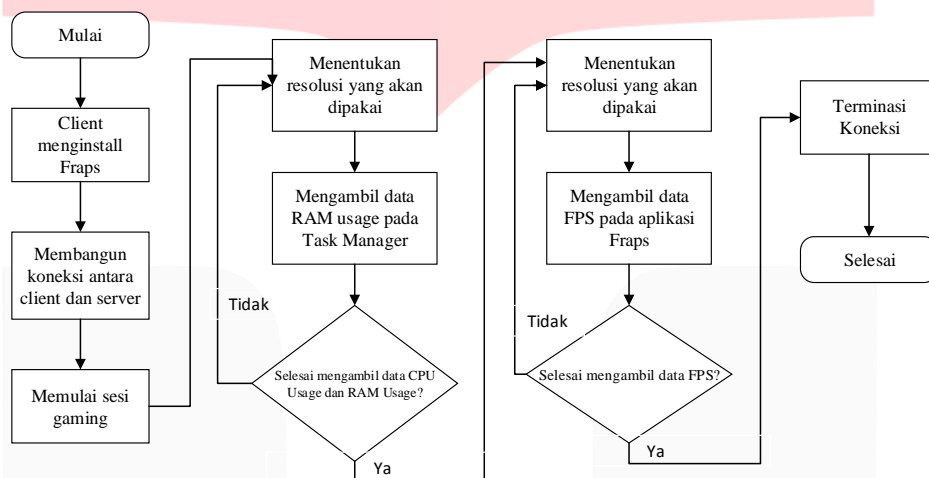 Mulai
Client
menginstall
Fraps
Membangun
koneksi antara
client dan server
Memulai sesi
gaming
Menentukan
resolusi yang akan
dipakai
Mengambil data
RAM usage pada
Task Manager
Tidak
Selesai mengambil data CPU
Usage dan RAM Usage?
Ya
Menentukan
resolusi yang akan
dipakai
Mengambil data
FPS pada aplikasi
Fraps
Tidak
Selesai mengambil data FPS?
Ya
Terminasi
Koneksi
Selesai